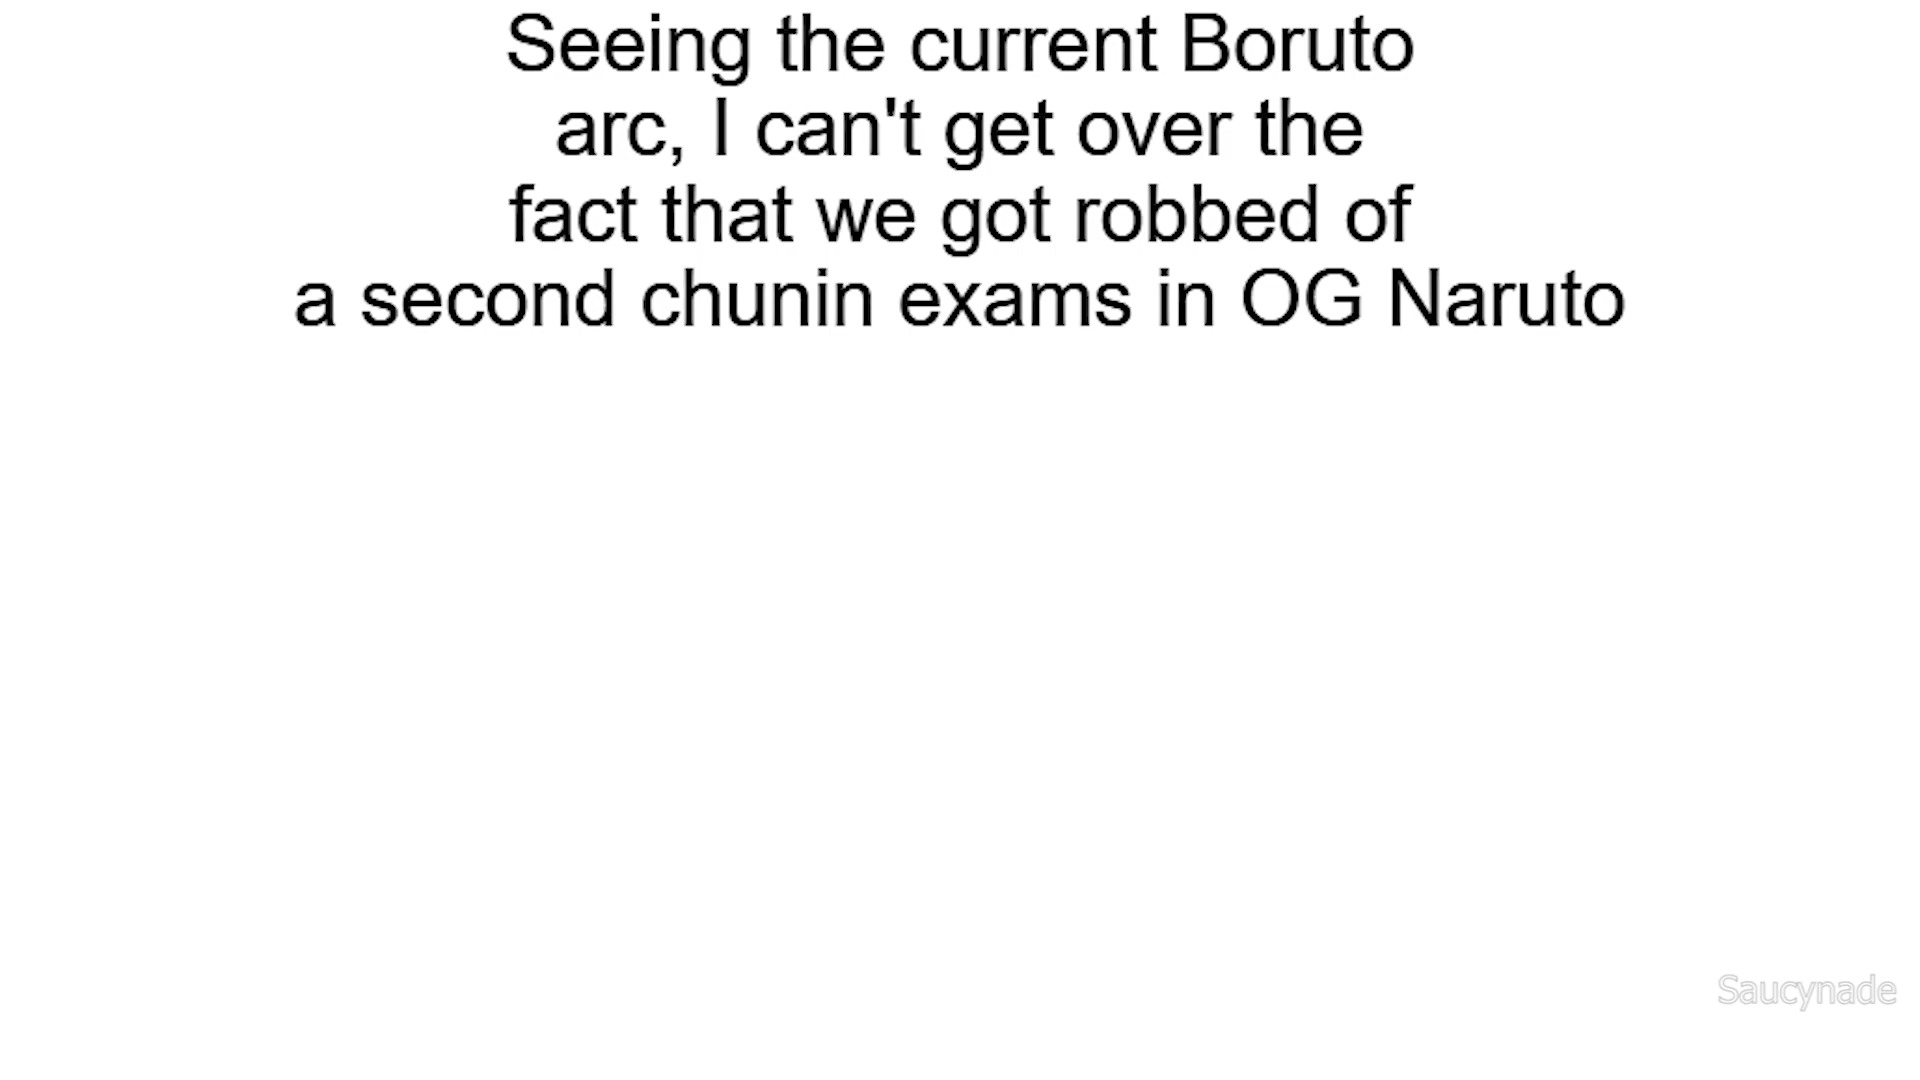 Seeing the current Boruto
arc, I can't get over the
fact that we got robbed of
a second chunin exams in OG Naruto
Saucynade